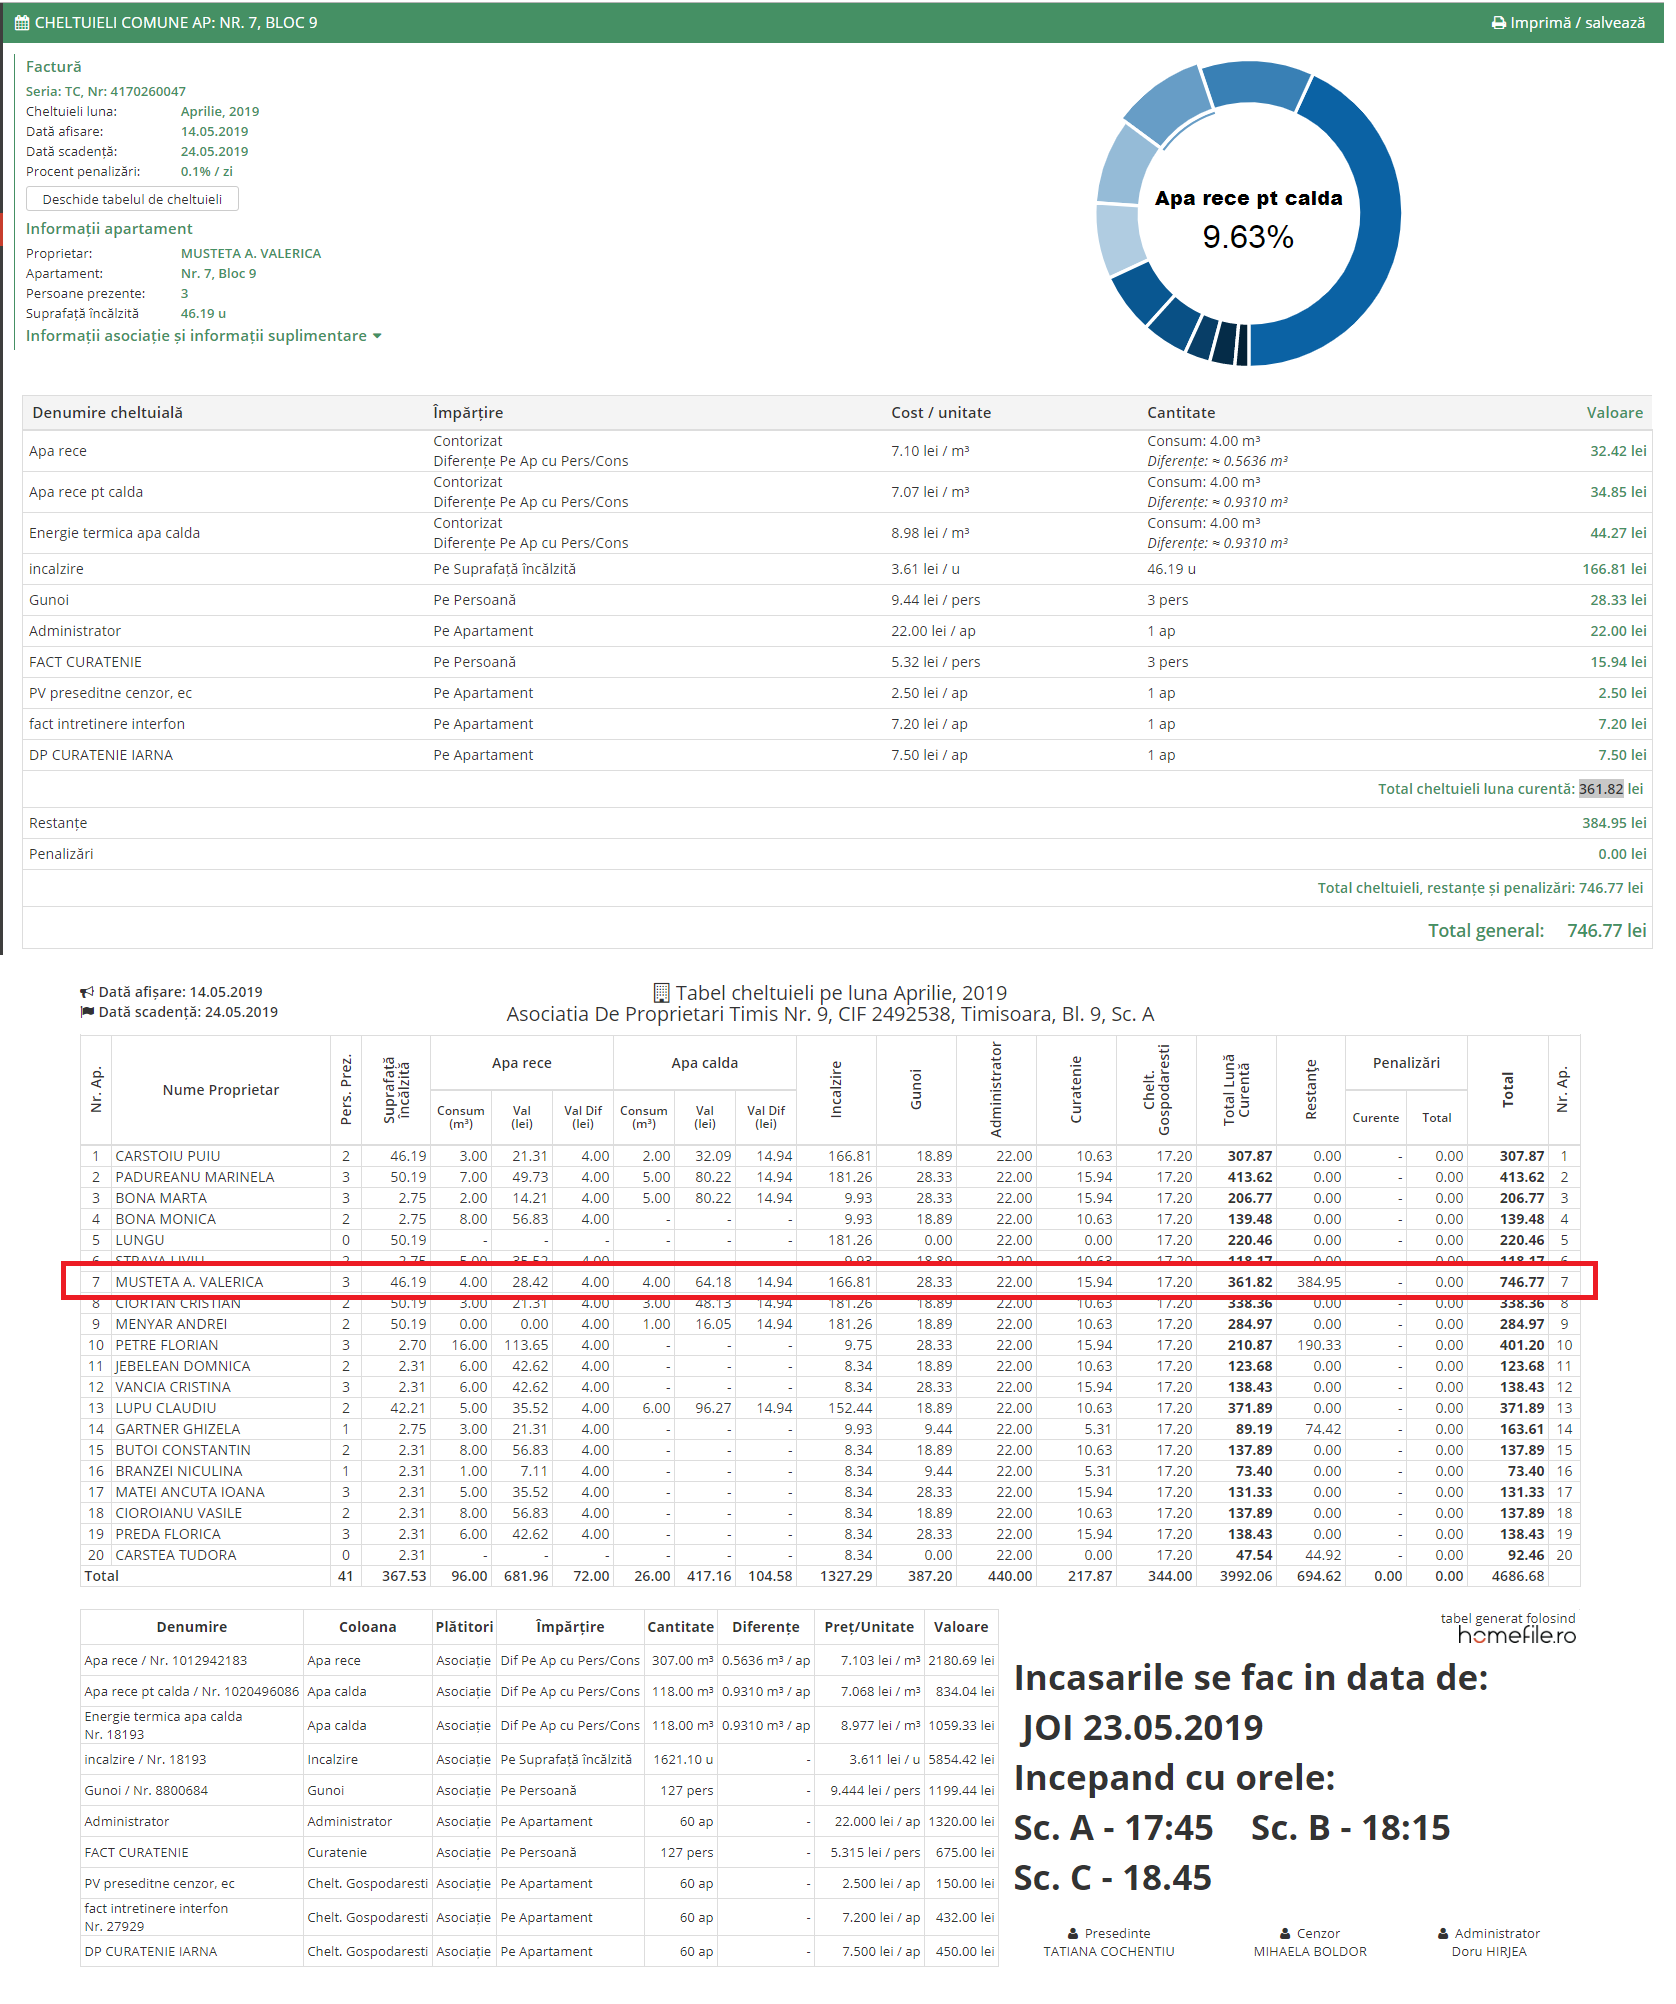 CHELTUIELI COMUNE AP: NR. 7, BLOC 9
Imprimă / salvează
Factură
Seria: TC, Nr: 4170260047
Cheltuieli luna: Aprilie, 2019
Dată afisare: 14.05.2019
Dată scadență: 24.05.2019
Procent penalizări: 0.1% / zi
Deschide tabelul de cheltuieli
Informații apartament
Proprietar: MUSTETA A. VALERICA
Apartament: Nr. 7, Bloc 9
Persoane prezente: 3
Suprafață încălzită 46.19 u
Informații asociație și informații suplimentare
Apa rece pt calda
9.63%
Denumire cheltuială Împărțire Cost / unitate Cantitate Valoare
Apa rece Contorizat Diferențe Pe Ap cu Pers/Cons 7.10 lei / m³ Consum: 4.00 m³ Diferențe: ≈ 0.5636 m³ 32.42 lei
Apa rece pt calda Contorizat Diferențe Pe Ap cu Pers/Cons 7.07 lei / m³ Consum: 4.00 m³ Diferențe: ≈ 0.9310 m³ 34.85 lei
Energie termica apa calda Contorizat Diferențe Pe Ap cu Pers/Cons 8.98 lei / m³ Consum: 4.00 m³ Diferențe: ≈ 0.9310 m³ 44.27 lei
incalzire Pe Suprafață încălzită 3.61 lei / u 46.19 u 166.81 lei
Gunoi Pe Persoană 9.44 lei / pers 3 pers 28.33 lei
Administrator Pe Apartament 22.00 lei / ap 1 ap 22.00 lei
FACT CURATENIE Pe Persoană 5.32 lei / pers 3 pers 15.94 lei
PV preseditne cenzor, ec Pe Apartament 2.50 lei / ap 1 ap 2.50 lei
fact intretinere interfon Pe Apartament 7.20 lei / ap 1 ap 7.20 lei
DP CURATENIE IARNA Pe Apartament 7.50 lei / ap 1 ap 7.50 lei
Total cheltuieli luna curentă: 361.82 lei
Restanțe 384.95 lei
Penalizări 0.00 lei
Total cheltuieli, restanțe și penalizări: 746.77 lei
Total general: 746.77 lei
Dată afișare: 14.05.2019
Dată scadență: 24.05.2019
Tabel cheltuieli pe luna Aprilie, 2019
Asociatia De Proprietari Timis Nr. 9, CIF 2492538, Timisoara, Bl. 9, Sc. A
Nr. Ap. Nume Proprietar Pers. Prez. Suprafață încălzită Apa rece Apa calda Incalzire Gunoi Administrator Curatenie Chelt. Gospodaresti Total Lună Curentă Restanțe Penalizări Total Nr. Ap.
Consum (m³) Val (lei) Val Dif (lei) Consum (m³) Val (lei) Val Dif (lei) Curente Total
1 CARSTOIU PUIU 2 46.19 3.00 21.31 4.00 2.00 32.09 14.94 166.81 18.89 22.00 10.63 17.20 307.87 0.00 - 0.00 307.87 1
2 PADUREANU MARINELA 3 50.19 7.00 49.73 4.00 5.00 80.22 14.94 181.26 28.33 22.00 15.94 17.20 413.62 0.00 - 0.00 413.62 2
3 BONA MARTA 3 2.75 2.00 14.21 4.00 5.00 80.22 14.94 9.93 28.33 22.00 15.94 17.20 206.77 0.00 - 0.00 206.77 3
4 BONA MONICA 2 2.75 8.00 56.83 4.00 - - - 9.93 18.89 22.00 10.63 17.20 139.48 0.00 - 0.00 139.48 4
5 LUNGU 0 50.19 - - - - - - 181.26 0.00 22.00 0.00 17.20 220.46 0.00 - 0.00 220.46 5
6 STRAVA LIVIU 2 2.75 5.00 35.52 4.00 - - - 9.93 18.89 22.00 10.63 17.20 118.17 0.00 - 0.00 118.17 6
7 MUSTETA A. VALERICA 3 46.19 4.00 28.42 4.00 4.00 64.18 14.94 166.81 28.33 22.00 15.94 17.20 361.82 384.95 - 0.00 746.77 7
8 CIORTAN CRISTIAN 2 50.19 3.00 21.31 4.00 3.00 48.13 14.94 181.26 18.89 22.00 10.63 17.20 338.36 0.00 - 0.00 338.36 8
9 MENYAR ANDREI 2 50.19 0.00 0.00 4.00 1.00 16.05 14.94 181.26 18.89 22.00 10.63 17.20 284.97 0.00 - 0.00 284.97 9
10 PETRE FLORIAN 3 2.70 16.00 113.65 4.00 - - - 9.75 28.33 22.00 15.94 17.20 210.87 190.33 - 0.00 401.20 10
11 JEBELEAN DOMNICA 2 2.31 6.00 42.62 4.00 - - - 8.34 18.89 22.00 10.63 17.20 123.68 0.00 - 0.00 123.68 11
12 VANCIA CRISTINA 3 2.31 6.00 42.62 4.00 - - - 8.34 28.33 22.00 15.94 17.20 138.43 0.00 - 0.00 138.43 12
13 LUPU CLAUDIU 2 42.21 5.00 35.52 4.00 6.00 96.27 14.94 152.44 18.89 22.00 10.63 17.20 371.89 0.00 - 0.00 371.89 13
14 GARTNER GHIZELA 1 2.75 3.00 21.31 4.00 - - - 9.93 9.44 22.00 5.31 17.20 89.19 74.42 - 0.00 163.61 14
15 BUTOI CONSTANTIN 2 2.31 8.00 56.83 4.00 - - - 8.34 18.89 22.00 10.63 17.20 137.89 0.00 - 0.00 137.89 15
16 BRANZEI NICULINA 1 2.31 1.00 7.11 4.00 - - - 8.34 9.44 22.00 5.31 17.20 73.40 0.00 - 0.00 73.40 16
17 MATEI ANCUTA IOANA 3 2.31 5.00 35.52 4.00 - - - 8.34 28.33 22.00 15.94 17.20 131.33 0.00 - 0.00 131.33 17
18 CIOROIANU VASILE 2 2.31 8.00 56.83 4.00 - - - 8.34 18.89 22.00 10.63 17.20 137.89 0.00 - 0.00 137.89 18
19 PREDA FLORICA 3 2.31 6.00 42.62 4.00 - - - 8.34 28.33 22.00 15.94 17.20 138.43 0.00 - 0.00 138.43 19
20 CARSTEA TUDORA 0 2.31 - - - - - - 8.34 0.00 22.00 0.00 17.20 47.54 44.92 - 0.00 92.46 20
Total 41 367.53 96.00 681.96 72.00 26.00 417.16 104.58 1327.29 387.20 440.00 217.87 344.00 3992.06 694.62 0.00 0.00 4686.68
Denumire Coloana Plătitori Împărțire Cantitate Diferențe Preț/Unitate Valoare
Apa rece / Nr. 1012942183 Apa rece Asociație Dif Pe Ap cu Pers/Cons 307.00 m³ 0.5636 m³ / ap 7.103 lei / m³ 2180.69 lei
Apa rece pt calda / Nr. 1020496086 Apa calda Asociație Dif Pe Ap cu Pers/Cons 118.00 m³ 0.9310 m³ / ap 7.068 lei / m³ 834.04 lei
Energie termica apa calda Nr. 18193 Apa calda Asociație Dif Pe Ap cu Pers/Cons 118.00 m³ 0.9310 m³ / ap 8.977 lei / m³ 1059.33 lei
incalzire / Nr. 18193 Incalzire Asociație Pe Suprafață încălzită 1621.10 u - 3.611 lei / u 5854.42 lei
Gunoi / Nr. 8800684 Gunoi Asociație Pe Persoană 127 pers - 9.444 lei / pers 1199.44 lei
Administrator Administrator Asociație Pe Apartament 60 ap - 22.000 lei / ap 1320.00 lei
FACT CURATENIE Curatenie Asociație Pe Persoană 127 pers - 5.315 lei / pers 675.00 lei
PV preseditne cenzor, ec Chelt. Gospodaresti Asociație Pe Apartament 60 ap - 2.500 lei / ap 150.00 lei
fact intretinere interfon Nr. 27929 Chelt. Gospodaresti Asociație Pe Apartament 60 ap - 7.200 lei / ap 432.00 lei
DP CURATENIE IARNA Chelt. Gospodaresti Asociație Pe Apartament 60 ap - 7.500 lei / ap 450.00 lei
tabel generat folosind
homefile.ro
Incasarile se fac in data de:
JOI 23.05.2019
Incepand cu orele:
Sc. A - 17:45 Sc. B - 18:15
Sc. C - 18.45
Presedinte Cenzor Administrator
TATIANA COCHENTIU MIHAELA BOLDOR Doru HIRJEA